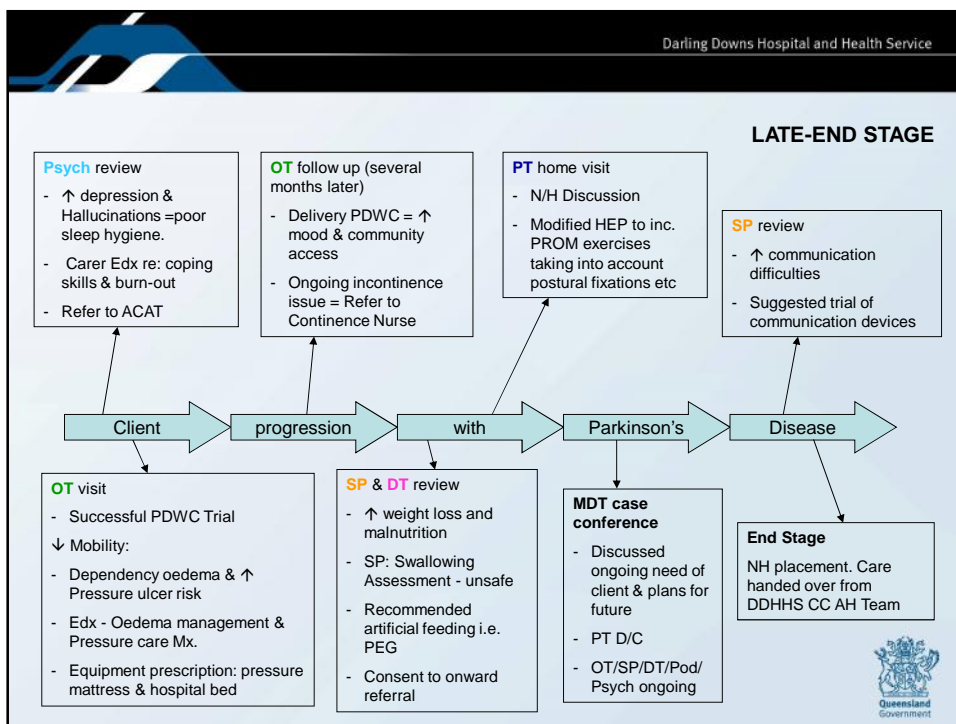 Darling Downs Hospital and Health Service
LATE-END STAGE
Psych review
- ↑ depression &
Hallucinations =poor
sleep hygiene.
- Carer Edx re: coping
skills & burn-out
- Refer to ACAT
OT follow up (several
months later)
- Delivery PDWC = ↑
mood & community
access
- Ongoing incontinence
issue = Refer to
Continence Nurse
PT home visit
- N/H Discussion
- Modified HEP to inc.
PROM exercises
taking into account
postural fixations etc
SP review
- ↑ communication
difficulties
- Suggested trial of
communication devices
Client
progression
with
Parkinson's
Disease
OT visit
- Successful PDWC Trial
↓ Mobility:
- Dependency oedema & ↑
Pressure ulcer risk
- Edx - Oedema management &
Pressure care Mx.
- Equipment prescription: pressure
mattress & hospital bed
SP & DT review
- ↑ weight loss and
malnutrition
- SP: Swallowing
Assessment - unsafe
- Recommended
artificial feeding i.e.
PEG
- Consent to onward
referral
MDT case
conference
- Discussed
ongoing need of
client & plans for
future
- PT D/C
- OT/SP/DT/Pod/
Psych ongoing
End Stage
NH placement. Care
handed over from
DDHHS CC AH Team
Queensland
Government